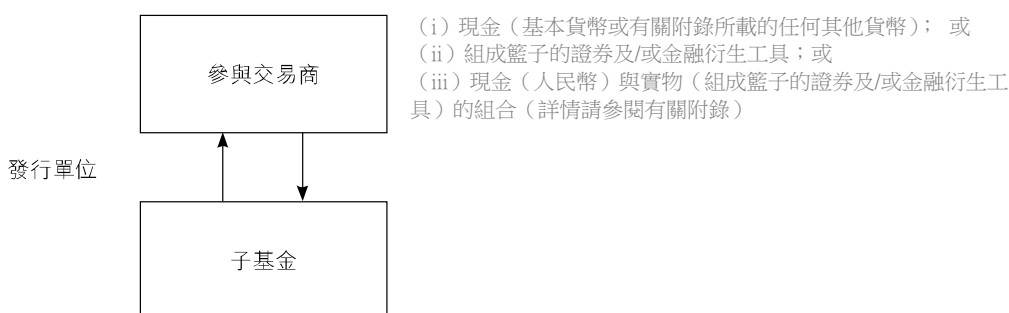 （i）現金（基本貨幣或有關附錄所載的任何其他貨幣）； 或
（ii）組成籃子的證券及/或金融衍生工具；或
（iii）現金（人民幣）與實物（組成籃子的證券及/或金融衍生工
具）的組合（詳情請參閱有關附錄）
參與交易商
發行單位
子基金